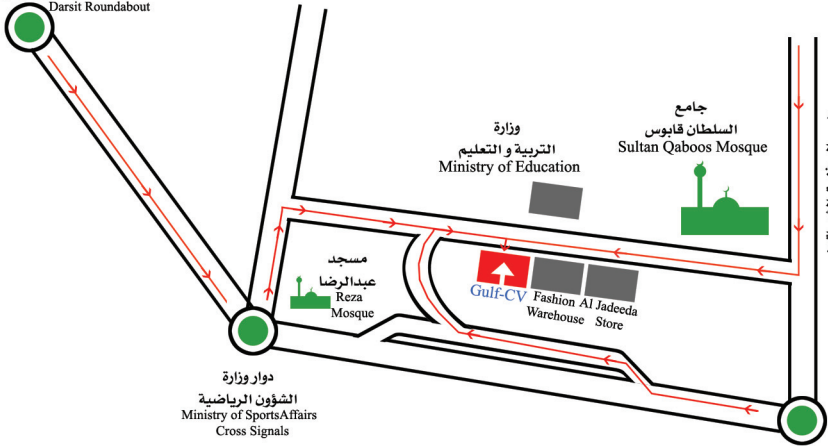 Darsit Roundabout
جامع
السلطان قابوس
Sultan Qaboos Mosque
وزارة
التربية و التعليم
Ministry of Education
مسجد
عبدالرضا
Reza
Mosque
Gulf-CV
Fashion
Warehouse
Al Jadeeda
Store
دوار وزارة
الشؤون الرياضية
Ministry of SportsAffairs
Cross Signals